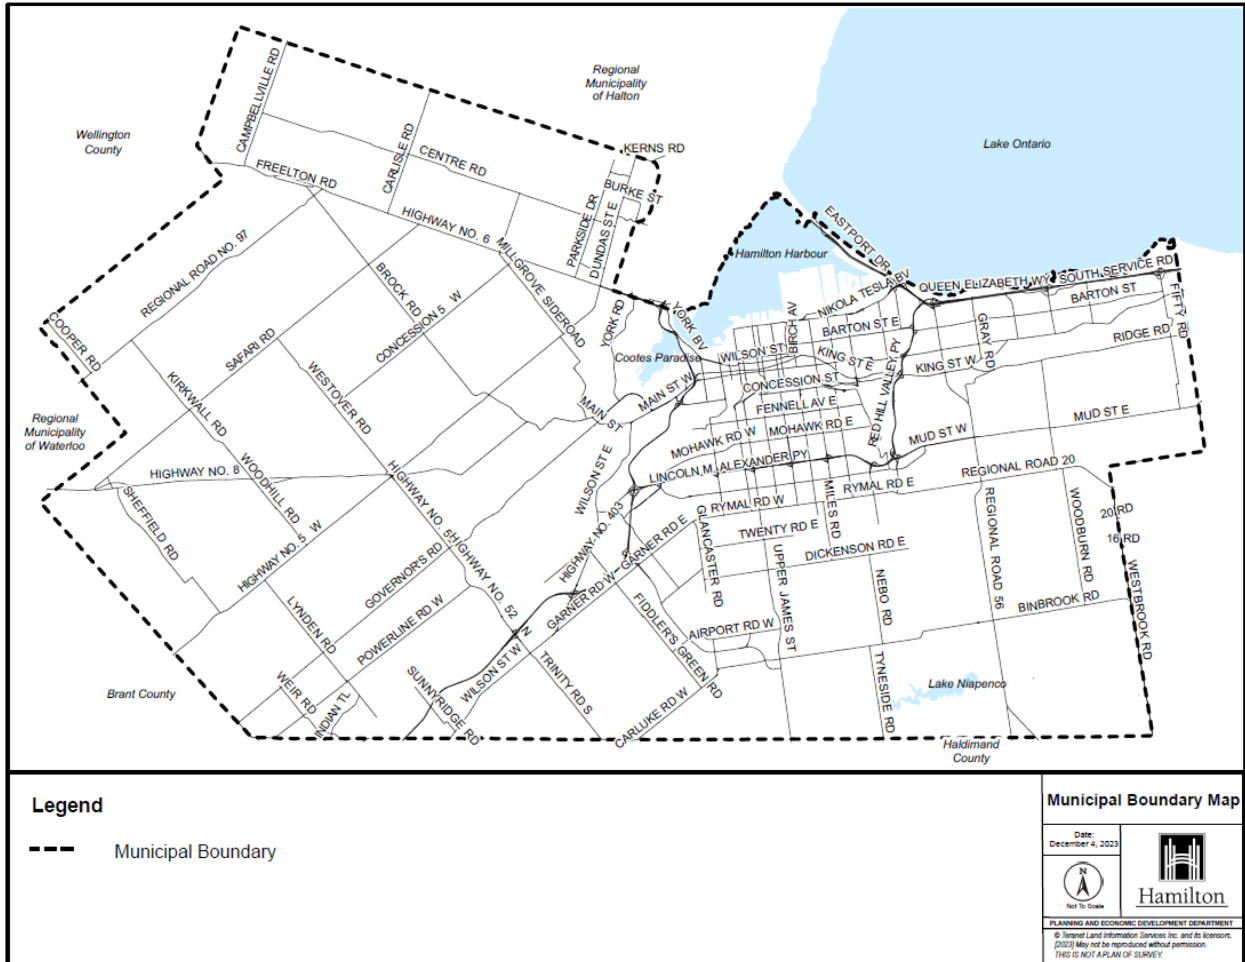 Regional
Municipality
of Halton
Wellington
County
Lake Ontario
CAMPBELLVILLE RD
CARLISLE RD
CENTRE RD
KERNS RD
FREELTON RD
BURKE ST
PARKSIDE DR
DUNDAS ST E
HIGHWAY NO. 6
MILLGROVE SIDEROAD
EASTPORT DR
Hamilton Harbour
REGIONAL ROAD NO. 97
BROCK RD
CONCESSION 5 W
SAFARI RD
COOPER RD
YORK RD
YORK BV
Cootes Paradise
NIKOLA TESLA BV
QUEEN ELIZABETH WY
SOUTH SERVICE RD
BARTON ST
FIFTY RD
BIRCH AV
BARTON ST E
WILSON ST
KING ST E
GRAY RD
RIDGE RD
KING ST W
RED HILL VALLEY PY
KIRKWALL RD
WESTOVER RD
MAIN ST
MAIN ST W
CONCESSION ST
FENNELL AV E
MOHAWK RD W
MOHAWK RD E
MUD ST W
MUD ST E
Regional
Municipality
of Waterloo
HIGHWAY NO. 8
WOODHILL RD
SHEFFIELD RD
HIGHWAY NO. 5 W
WILSON ST E
LINCOLN M. ALEXANDER PY
REGIONAL ROAD 20
RYMAL RD W
RYMAL RD E
HIGHWAY NO. 52
HIGHWAY NO. 52 N
HIGHWAY NO. 403
GARNER RD E
GARNER RD W
GLANCASTER RD
TWENTY RD E
MILES RD
DICKENSON RD E
UPPER JAMES ST
NEBO RD
REGIONAL ROAD 56
WOODBURN RD
20 RD
16 RD
WESTBROOK RD
GOVERNOR'S RD
POWERLINE RD W
LYNDEN RD
BINBROOK RD
AIRPORT RD W
FIDDLER'S GREEN RD
WILSON ST W
TRINITY RD S
SUNNYRIDGE RD
CARLUKE RD W
TYNESIDE RD
Lake Niapenco
Brant County
WEIR RD
INDIAN TL
Haldimand
County
Legend
Municipal Boundary
Municipal Boundary Map
Date:
December 4, 2023
N
Not To Scale
Hamilton
PLANNING AND ECONOMIC DEVELOPMENT DEPARTMENT
© Teranet Land Information Services Inc. and its licensors.
[2023] May not be reproduced without permission.
THIS IS NOT A PLAN OF SURVEY.